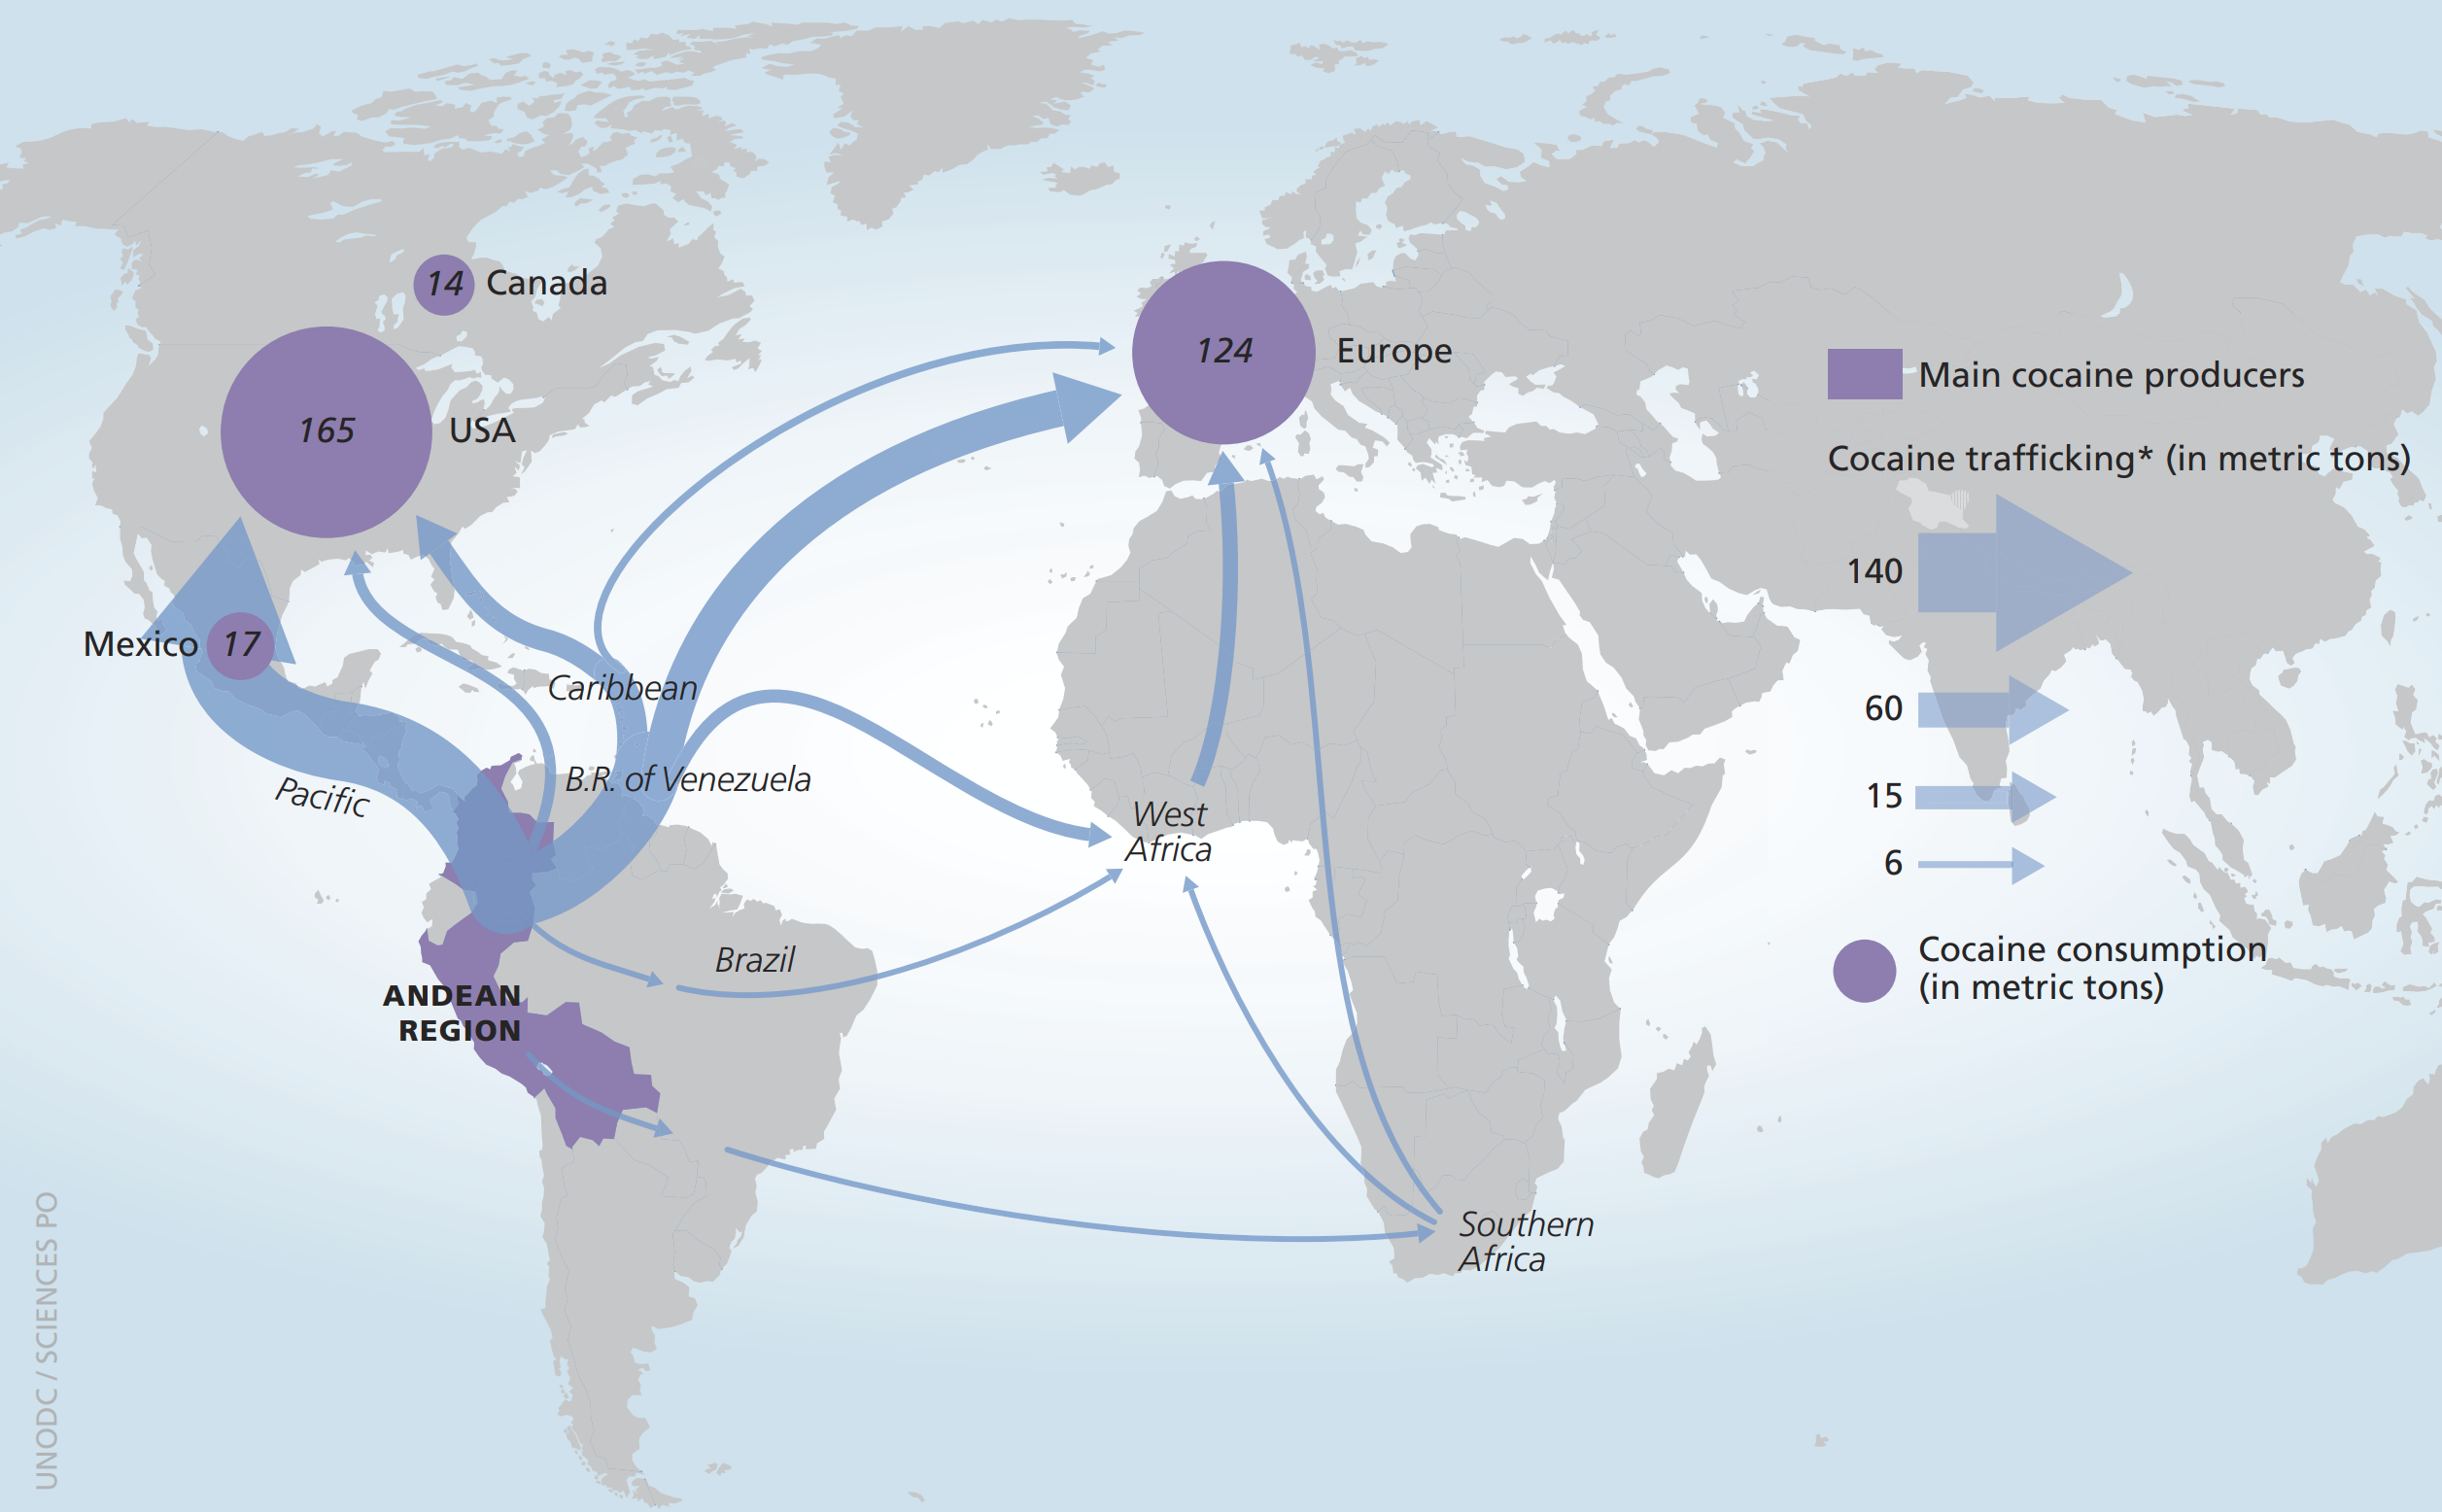 14 Canada
165 USA
124 Europe
Main cocaine producers
Cocaine trafficking* (in metric tons)
140
60
15
6
Cocaine consumption
(in metric tons)
Mexico 17
Caribbean
Pacific
B.R. of Venezuela
West
Africa
Brazil
ANDEAN
REGION
Southern
Africa
UNODC / SCIENCES PO